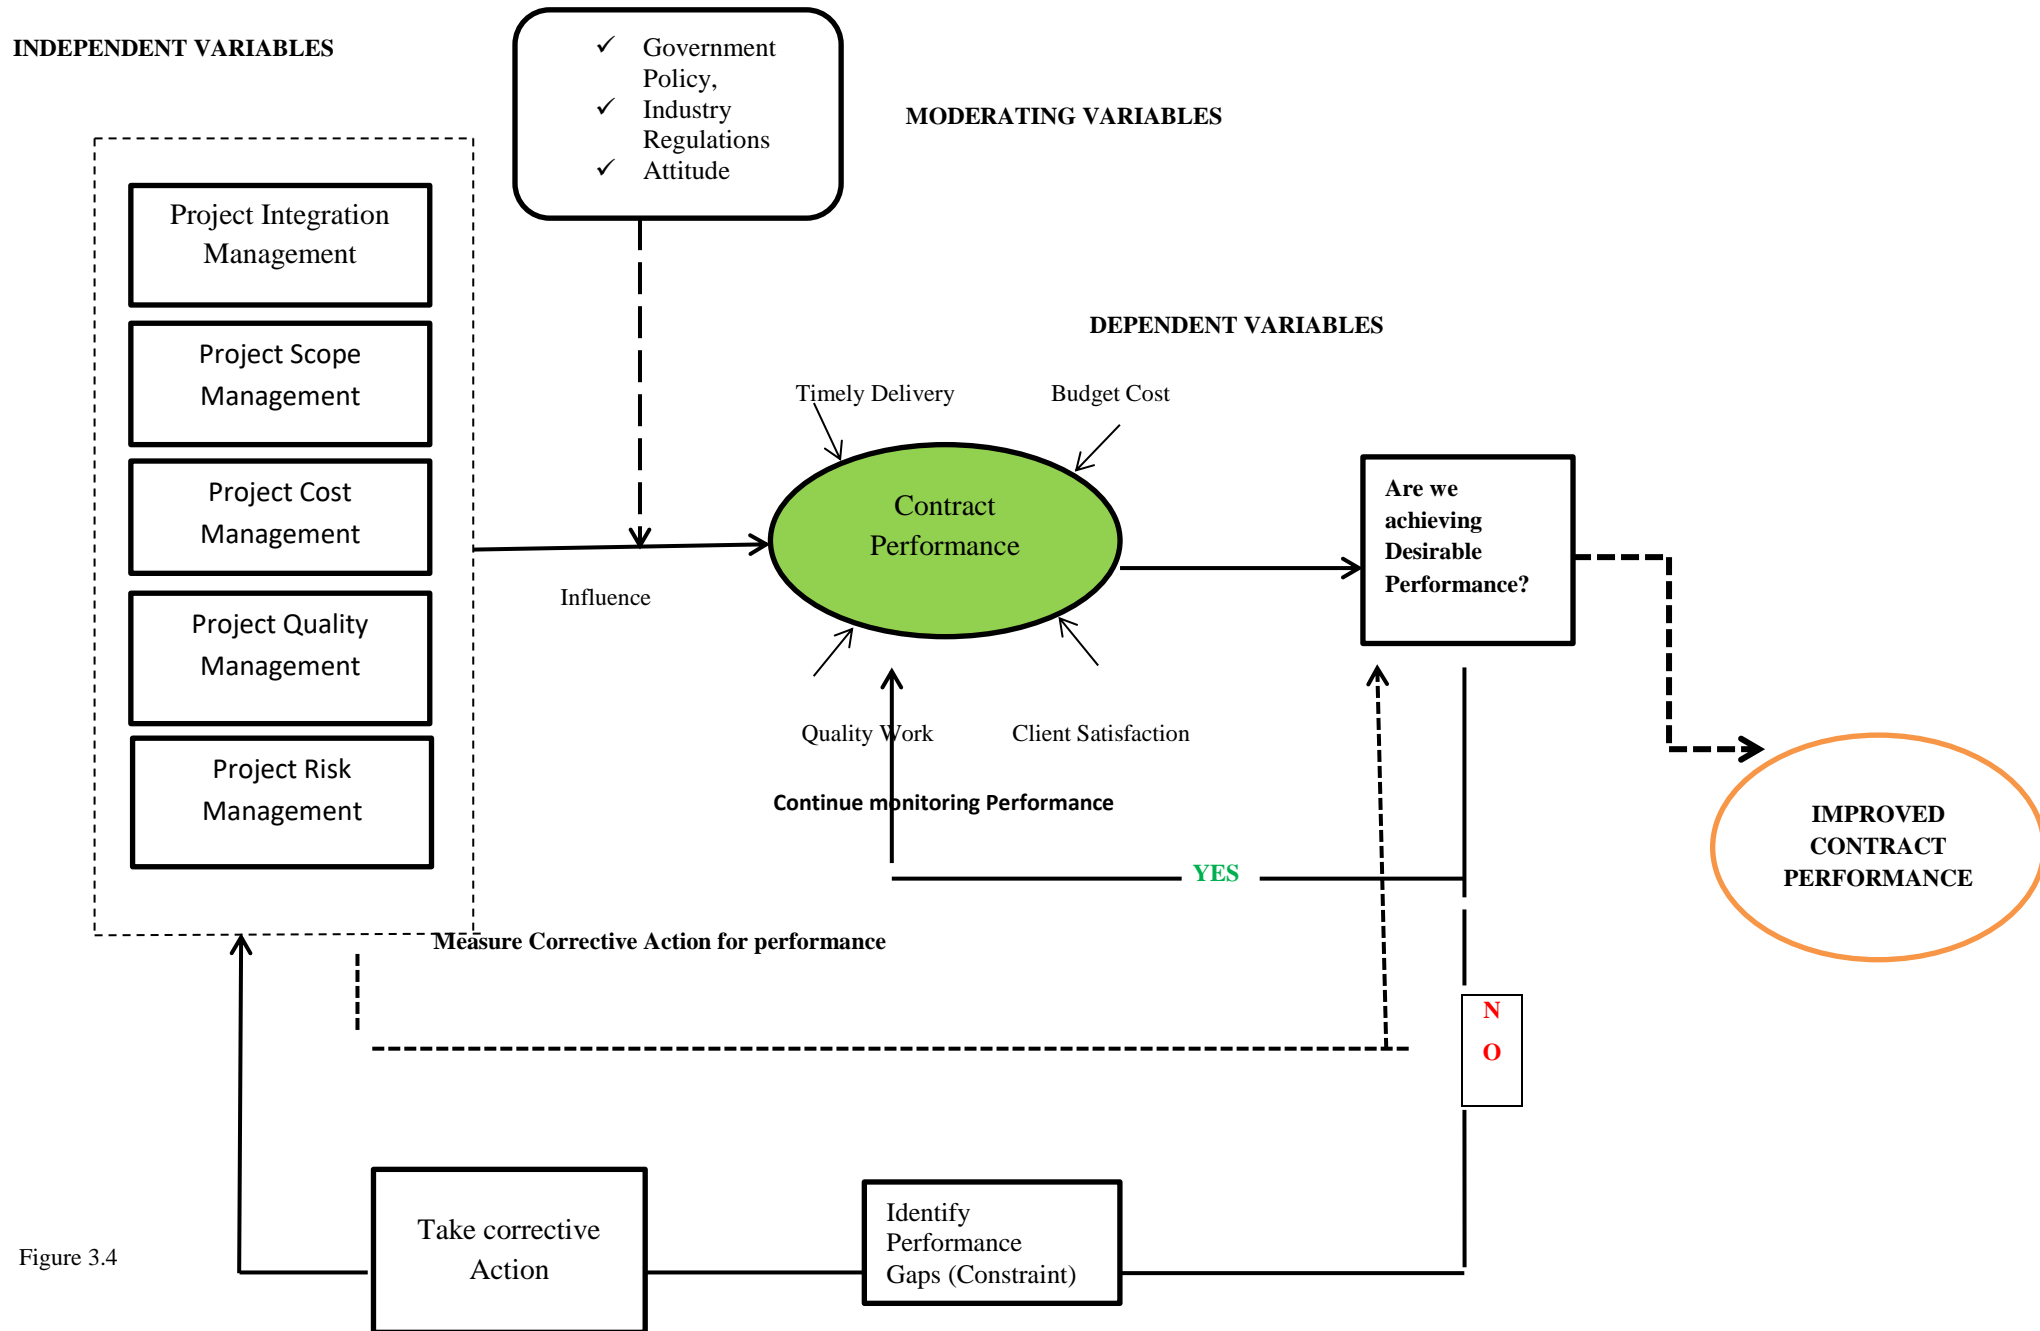 INDEPENDENT VARIABLES
✓ Government
Policy,
✓ Industry
Regulations
✓ Attitude
MODERATING VARIABLES
Project Integration
Management
Project Scope
Management
Project Cost
Management
Project Quality
Management
Project Risk
Management
Influence
DEPENDENT VARIABLES
Timely Delivery
Budget Cost
Contract
Performance
Quality Work
Client Satisfaction
Continue monitoring Performance
Are we
achieving
Desirable
Performance?
YES
IMPROVED
CONTRACT
PERFORMANCE
Measure Corrective Action for performance
N
O
Take corrective
Action
Identify
Performance
Gaps (Constraint)
Figure 3.4